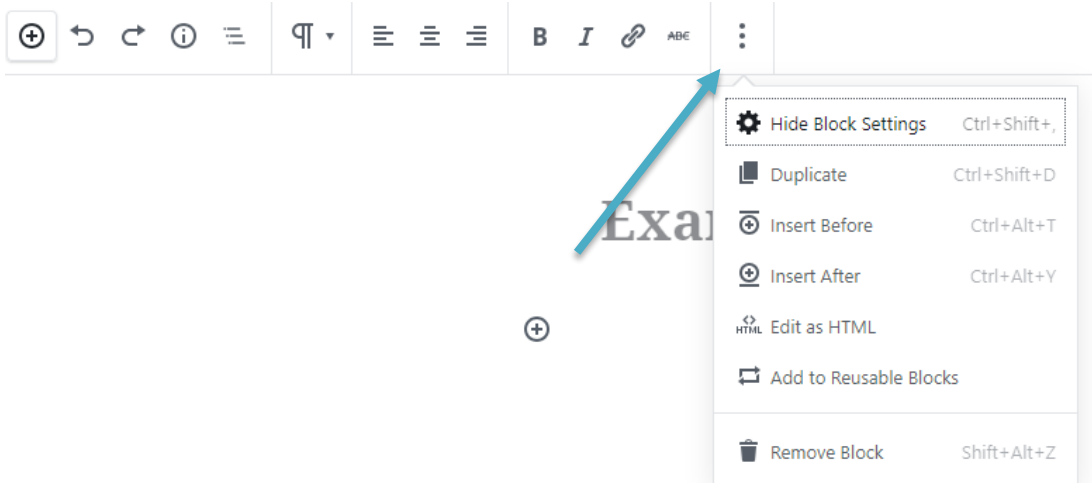 B I ABC
Hide Block Settings Ctrl+Shift+,
Duplicate Ctrl+Shift+D
Exa
Insert Before Ctrl+Alt+T
Insert After Ctrl+Alt+Y
HTML Edit as HTML
Add to Reusable Blocks
Remove Block Shift+Alt+Z